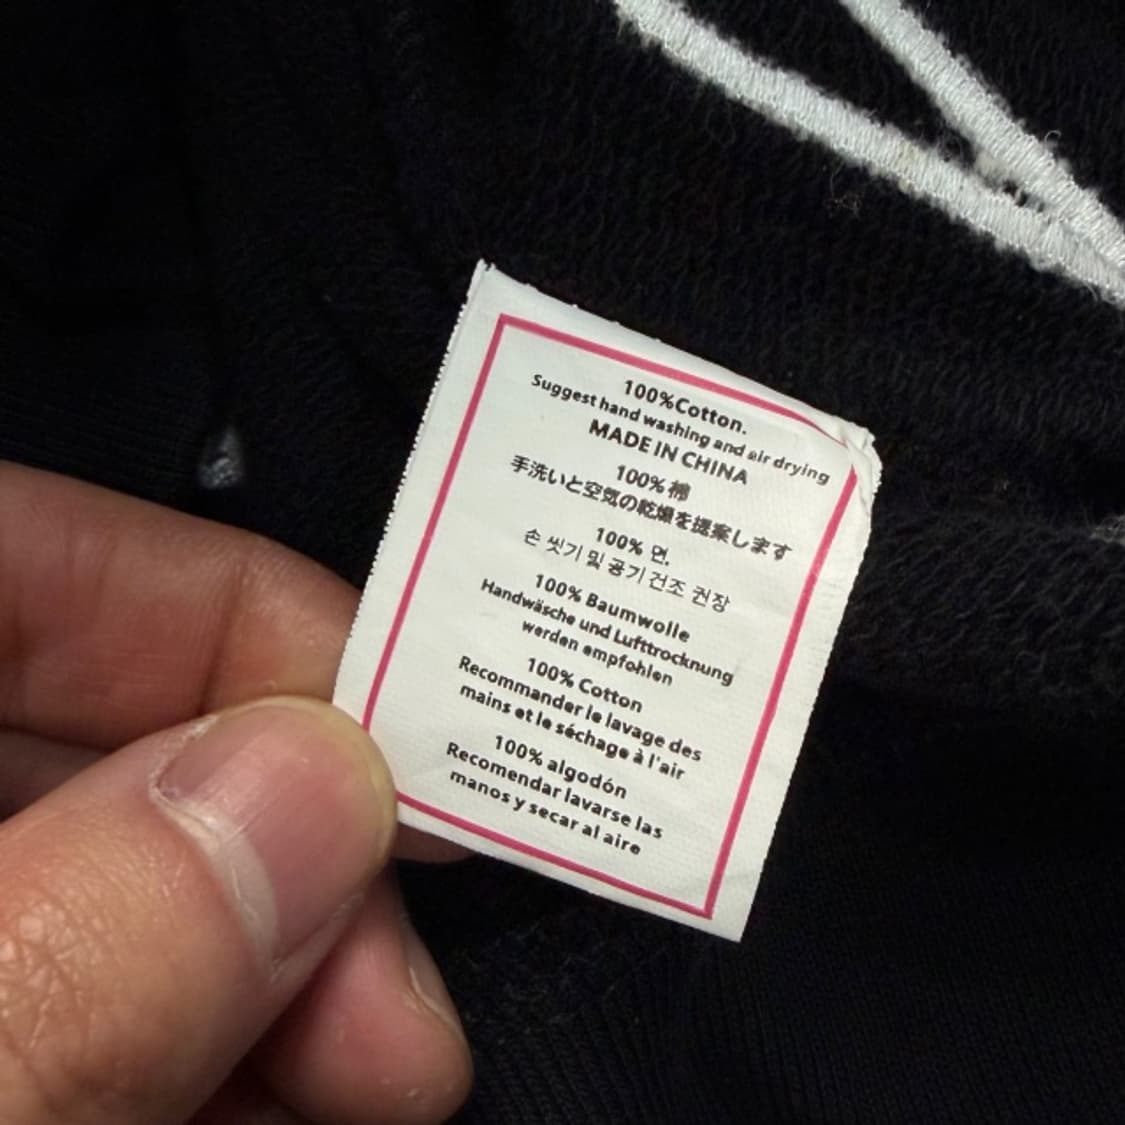 100%Cotton.
Suggest hand washing and air drying
MADE IN CHINA
100% 棉
手洗いと空気の乾燥を提案します
100% 면.
손 씻기 및 공기 건조 권장
100% Baumwolle
Handwäsche und Lufttrocknung
werden empfohlen
100% Cotton
Recommander le lavage des
mains et le séchage à l'air
100% algodón
Recomendar lavarse las
manos y secar al aire